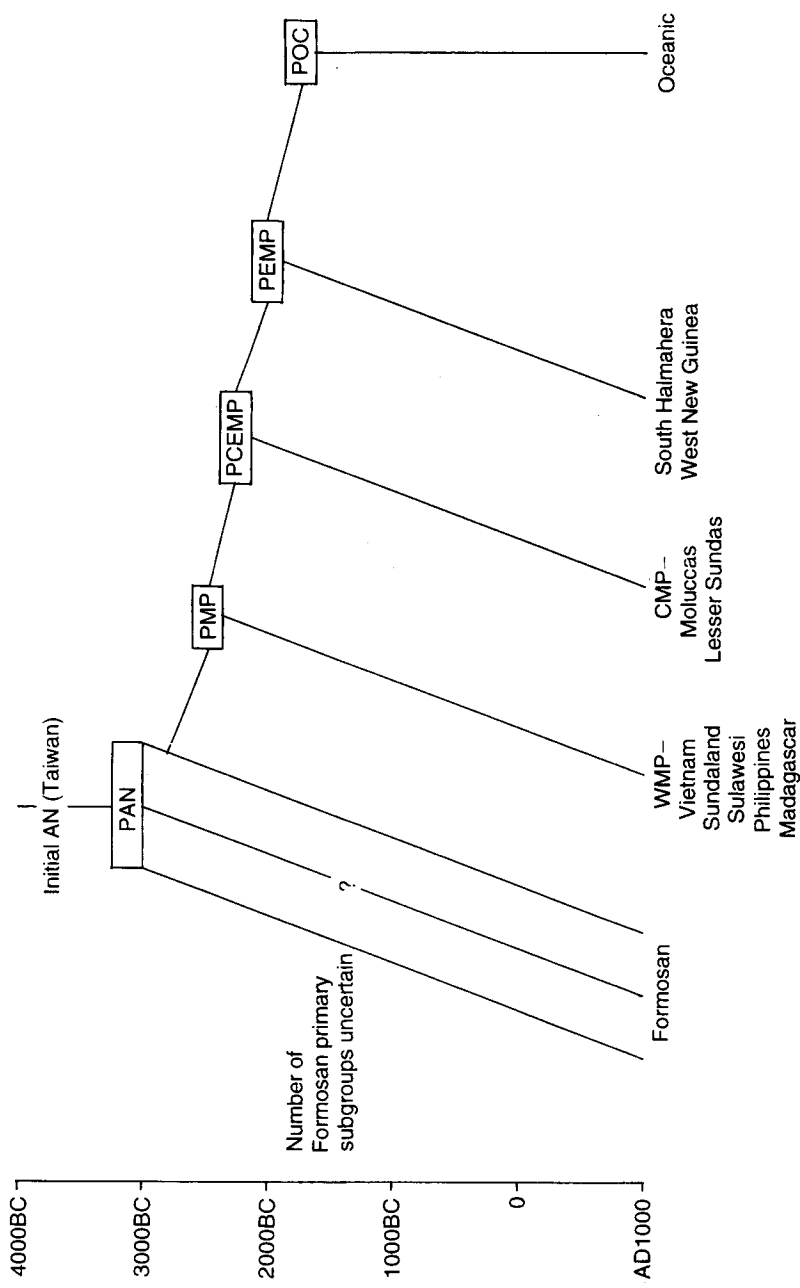 4000BC
3000BC
2000BC
1000BC
0
AD1000
Initial AN (Taiwan)
PAN
PMP
PCEMP
PEMP
POC
Number of
Formosan primary
subgroups uncertain
?
Formosan
WMP–
Vietnam
Sundaland
Sulawesi
Philippines
Madagascar
CMP–
Moluccas
Lesser Sundas
South Halmahera
West New Guinea
Oceanic